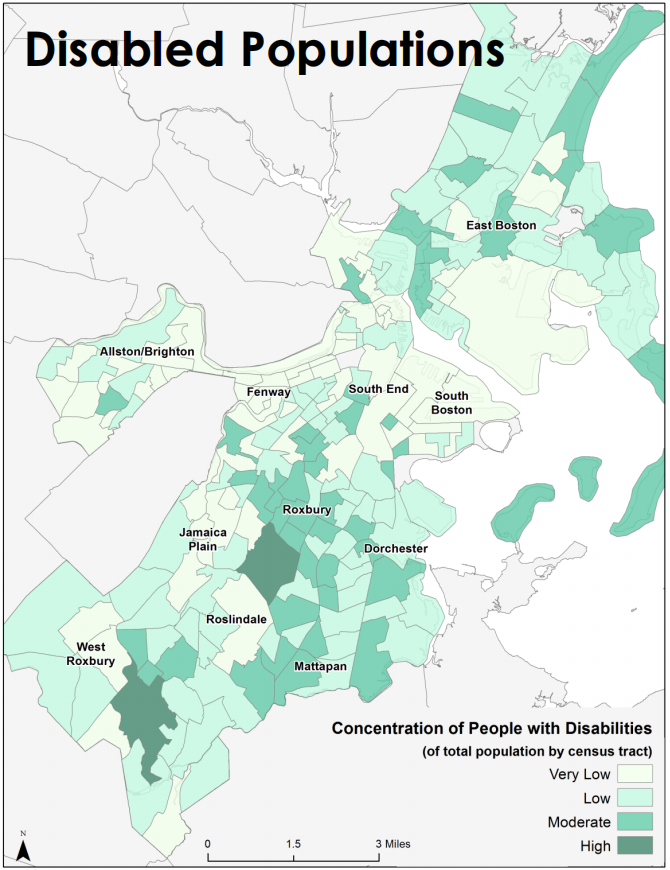 Disabled Populations
East Boston
Allston/Brighton
Fenway
South End
South
Boston
Roxbury
Jamaica
Plain
Dorchester
Roslindale
West
Roxbury
Mattapan
Concentration of People with Disabilities
(of total population by census tract)
Very Low
Low
Moderate
High
N
0 1.5 3 Miles